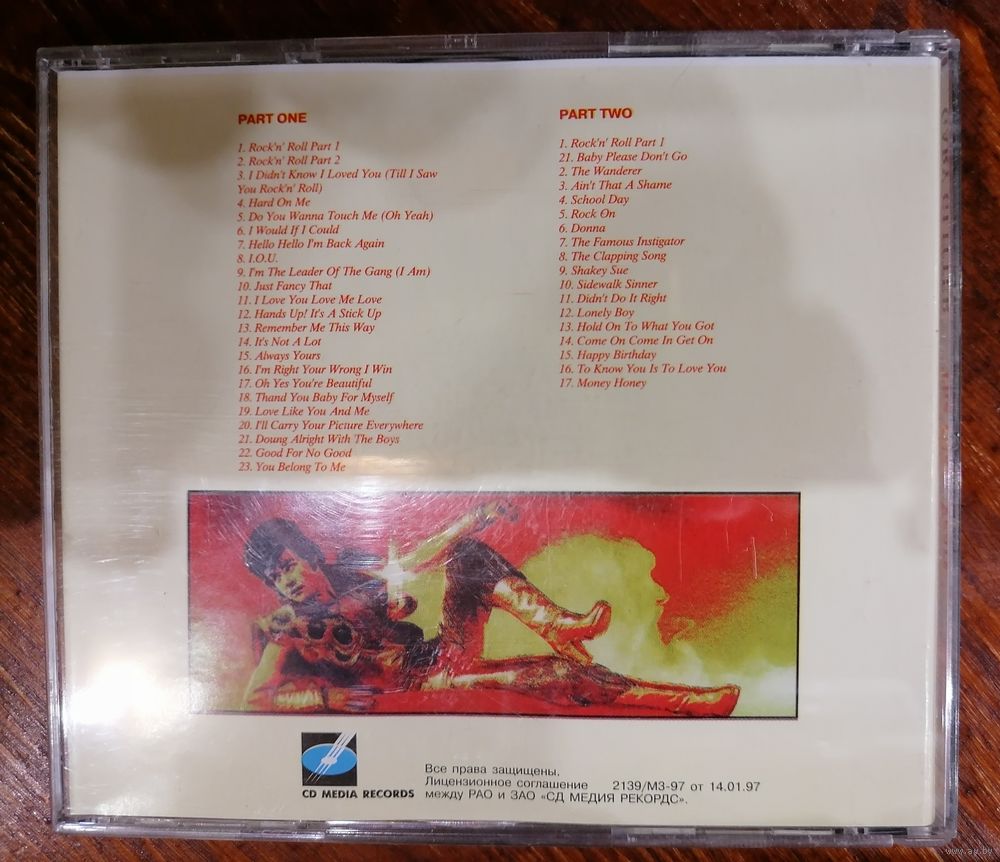 PART ONE
1. Rock'n' Roll Part 1
2. Rock'n' Roll Part 2
3. I Didn't Know I Loved You (Till I Saw
You Rock'n' Roll)
4. Hard On Me
5. Do You Wanna Touch Me (Oh Yeah)
6. I Would If I Could
7. Hello Hello I'm Back Again
8. I.O.U.
9. I'm The Leader Of The Gang (I Am)
10. Just Fancy That
11. I Love You Love Me Love
12. Hands Up! It's A Stick Up
13. Remember Me This Way
14. It's Not A Lot
15. Always Yours
16. I'm Right Your Wrong I Win
17. Oh Yes You're Beautiful
18. Thand You Baby For Myself
19. Love Like You And Me
20. I'll Carry Your Picture Everywhere
21. Doung Alright With The Boys
22. Good For No Good
23. You Belong To Me
PART TWO
1. Rock'n' Roll Part 1
21. Baby Please Don't Go
2. The Wanderer
3. Ain't That A Shame
4. School Day
5. Rock On
6. Donna
7. The Famous Instigator
8. The Clapping Song
9. Shakey Sue
10. Sidewalk Sinner
11. Didn't Do It Right
12. Lonely Boy
13. Hold On To What You Got
14. Come On Come In Get On
15. Happy Birthday
16. To Know You Is To Love You
17. Money Honey
CD MEDIA RECORDS
Все права защищены.
Лицензионное соглашение 2139/МЗ-97 от 14.01.97
между РАО и ЗАО «СД МЕДИЯ РЕКОРДС».
www.ay.by